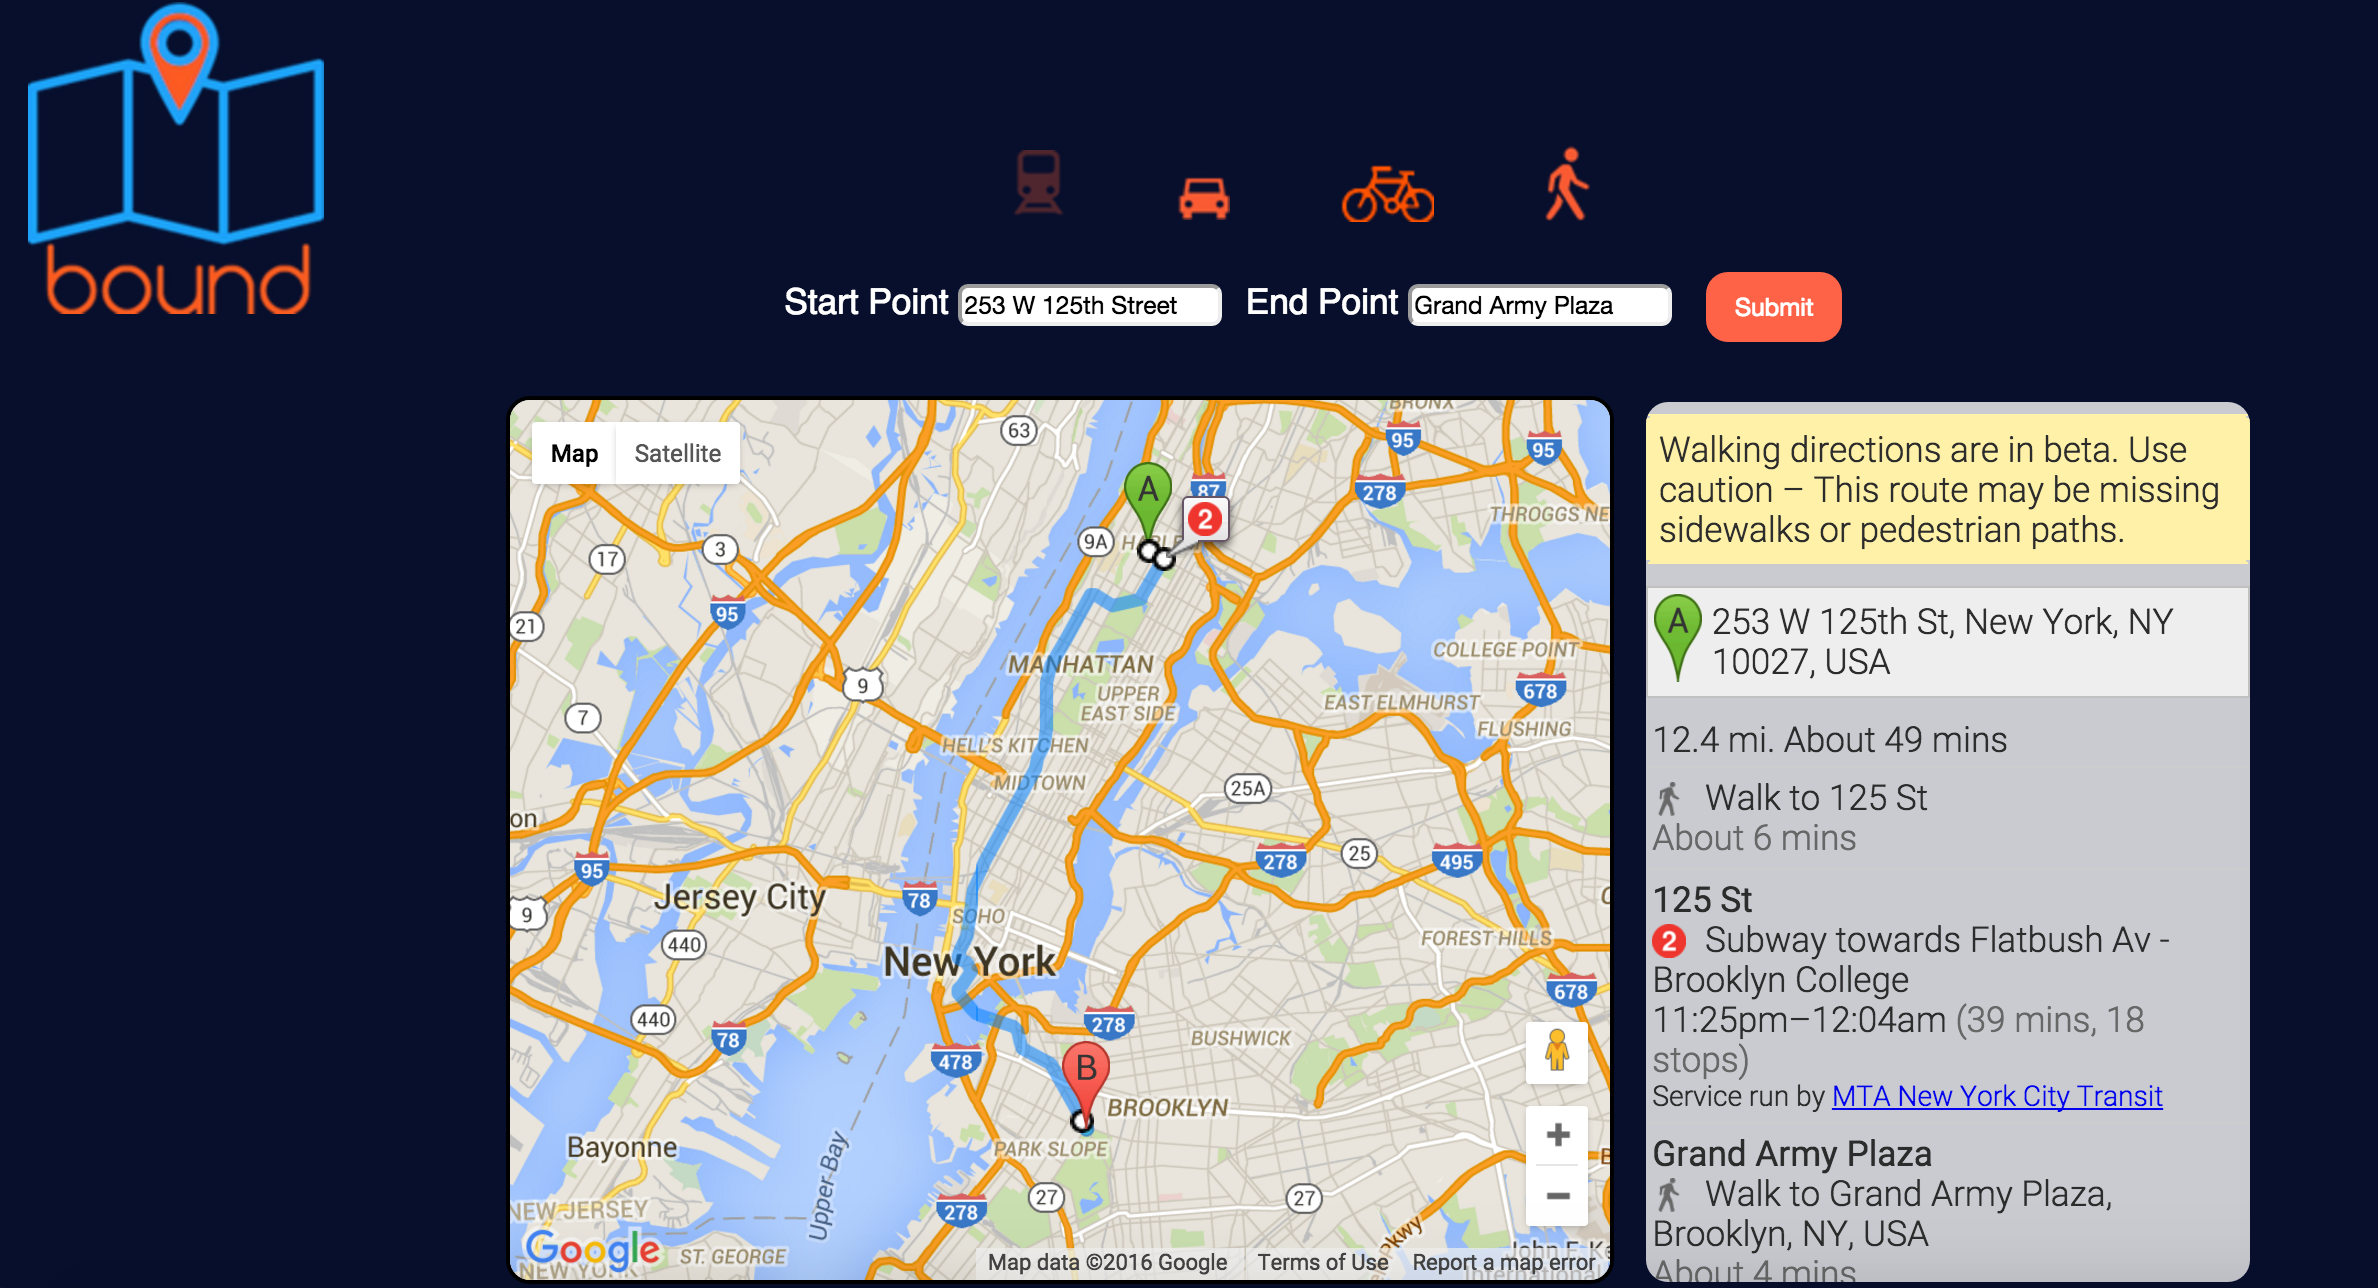 bound
Start Point 253 W 125th Street End Point Grand Army Plaza Submit
Map Satellite
BRONX
63
95
95
A
87
278
2
THROGGS NE
9A
17
3
95
21
COLLEGE POINT
MANHATTAN
9
UPPER
EAST SIDE
678
EAST ELMHURST
7
FLUSHING
HELL'S KITCHEN
MIDTOWN
25A
on
278
25
495
95
Jersey City
78
9
SOHO
440
FOREST HILLS
New York
678
440
278
78
BUSHWICK
478
B
BROOKLYN
Bayonne
PARK SLOPE
Upper Bay
27
27
NEW JERSEY
278
Google
ST. GEORGE
NEW YORK
Pkwy
John F. Ke
International
Map data ©2016 Google Terms of Use Report a map error
Walking directions are in beta. Use
caution – This route may be missing
sidewalks or pedestrian paths.
A 253 W 125th St, New York, NY
10027, USA
12.4 mi. About 49 mins
Walk to 125 St
About 6 mins
125 St
2 Subway towards Flatbush Av -
Brooklyn College
11:25pm–12:04am (39 mins, 18
stops)
Service run by MTA New York City Transit
Grand Army Plaza
Walk to Grand Army Plaza,
Brooklyn, NY, USA
About 4 mins